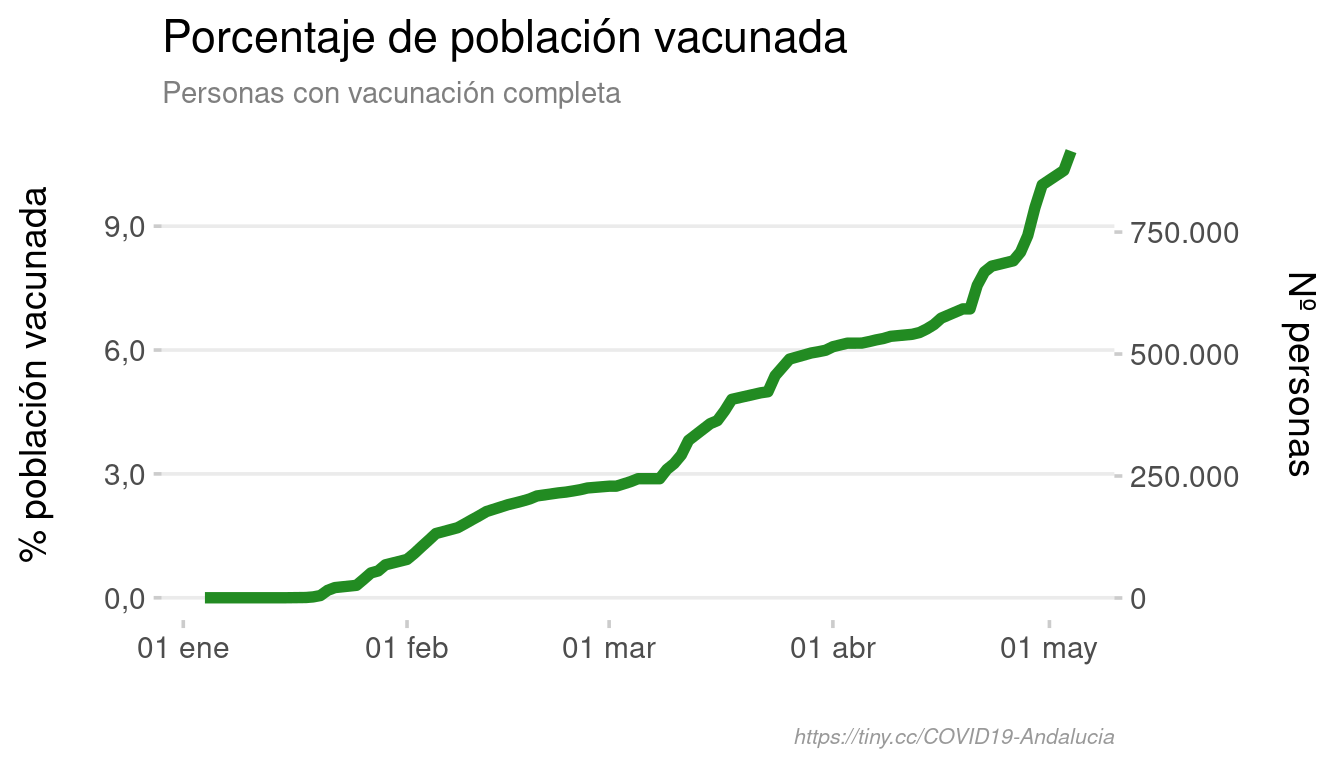 Porcentaje de población vacunada
Personas con vacunación completa
% población vacunada
9,0
6,0
3,0
0,0
750.000
500.000
250.000
0
Nº personas
01 ene
01 feb
01 mar
01 abr
01 may
https://tiny.cc/COVID19-Andalucia